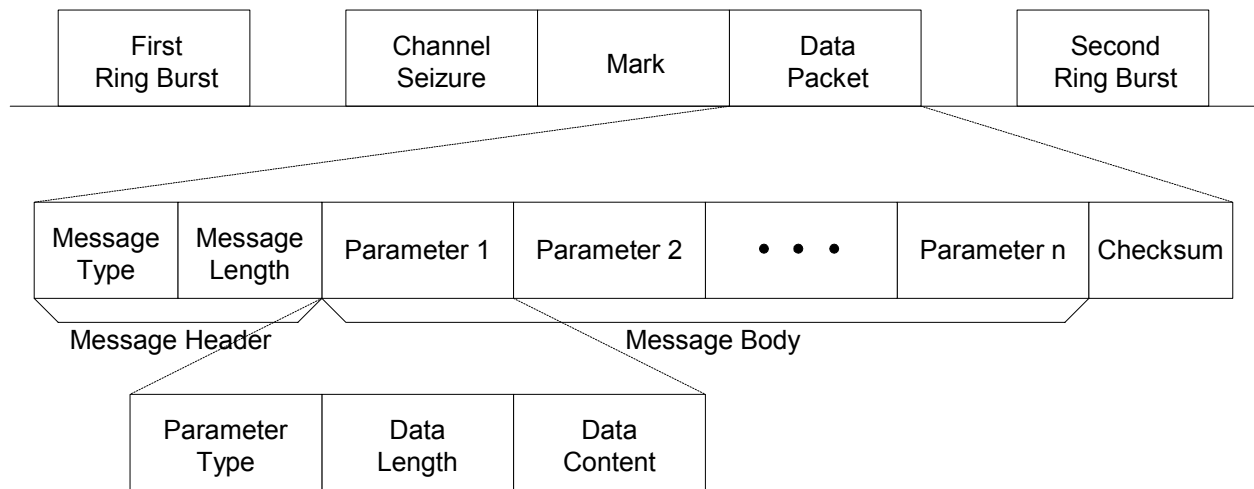 First
Ring Burst
Channel
Seizure
Mark
Data
Packet
Second
Ring Burst
Message
Type
Message
Length
Parameter 1
Parameter 2
• • •
Parameter n
Checksum
Message Header
Message Body
Parameter
Type
Data
Length
Data
Content